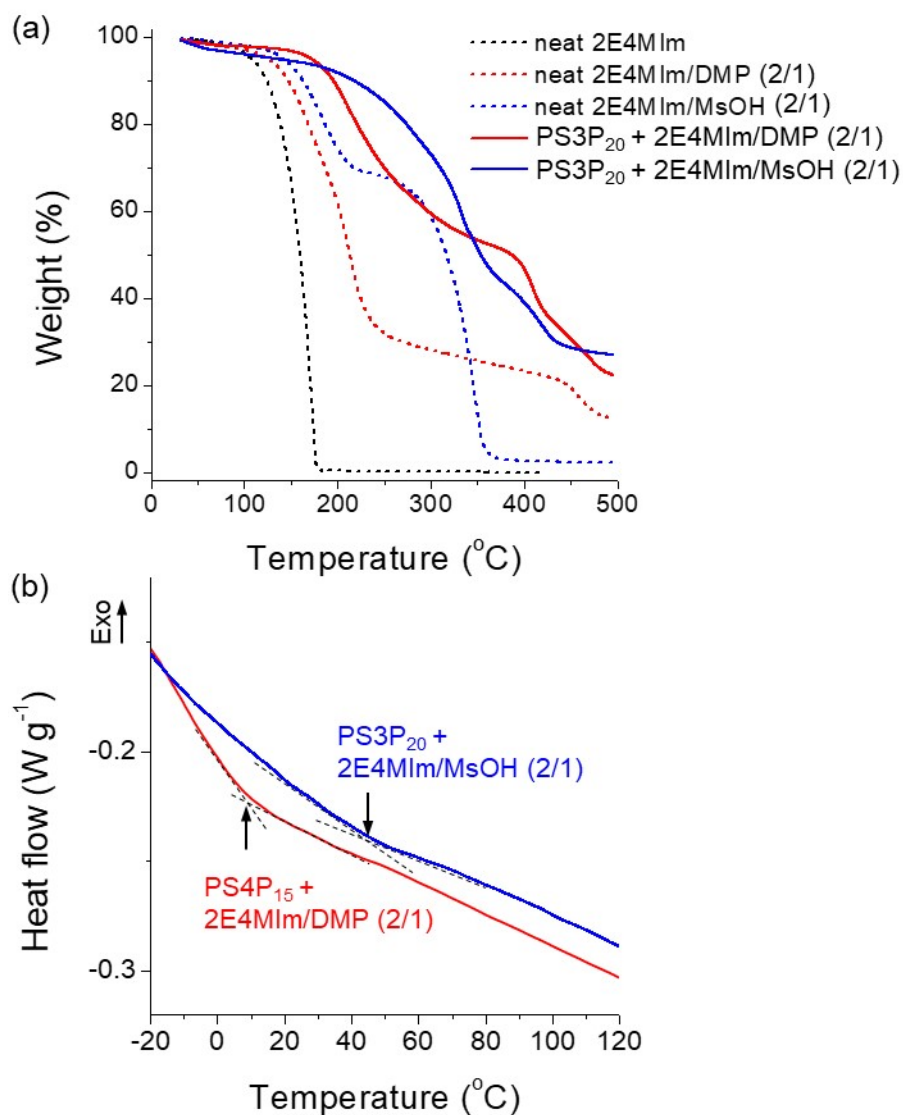 (a)
100
80
60
40
20
0
Weight (%)
neat 2E4MIm
neat 2E4MIm/DMP (2/1)
neat 2E4MIm/MsOH (2/1)
PS3P₂₀ + 2E4MIm/DMP (2/1)
PS3P₂₀ + 2E4MIm/MsOH (2/1)
0 100 200 300 400 500
Temperature (°C)
(b)
Exo
-0.2
-0.3
Heat flow (W g⁻¹)
PS3P₂₀ +
2E4MIm/MsOH (2/1)
PS4P₁₅ +
2E4MIm/DMP (2/1)
-20 0 20 40 60 80 100 120
Temperature (°C)